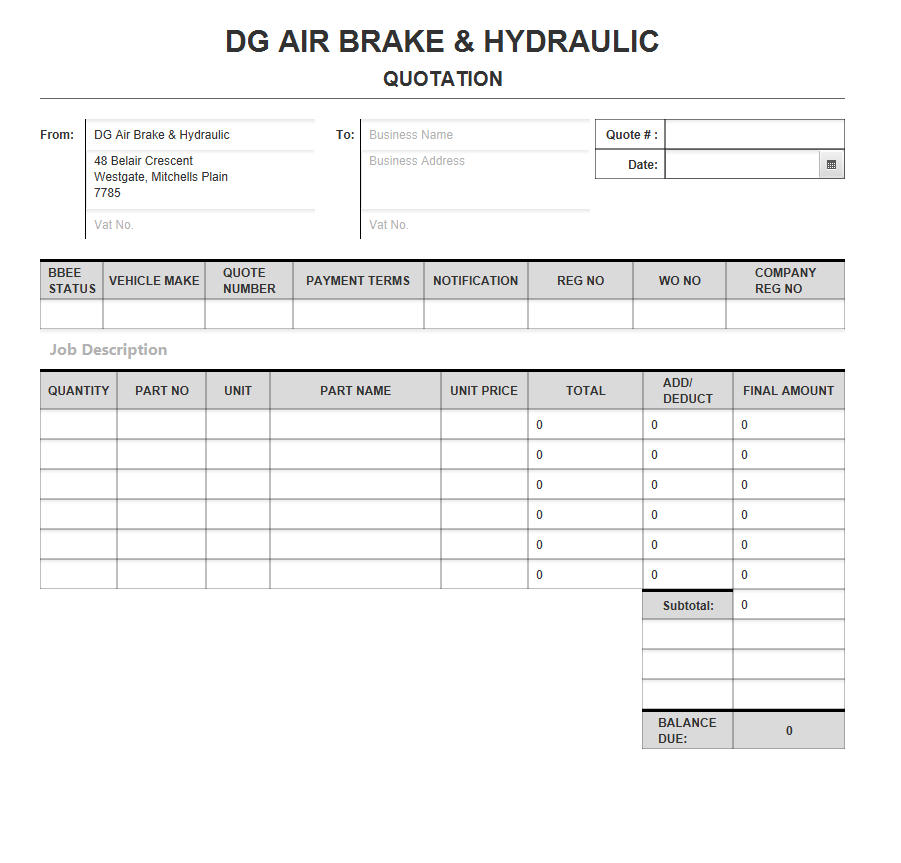 DG AIR BRAKE & HYDRAULIC
QUOTATION
From:
DG Air Brake & Hydraulic
48 Belair Crescent
Westgate, Mitchells Plain
7785
Vat No.
To:
Business Name
Business Address
Vat No.
Quote # :
Date:
BBEE STATUS VEHICLE MAKE QUOTE NUMBER PAYMENT TERMS NOTIFICATION REG NO WO NO COMPANY REG NO
Job Description
QUANTITY PART NO UNIT PART NAME UNIT PRICE TOTAL ADD/ DEDUCT FINAL AMOUNT
0 0 0
0 0 0
0 0 0
0 0 0
0 0 0
0 0 0
Subtotal: 0
BALANCE DUE: 0